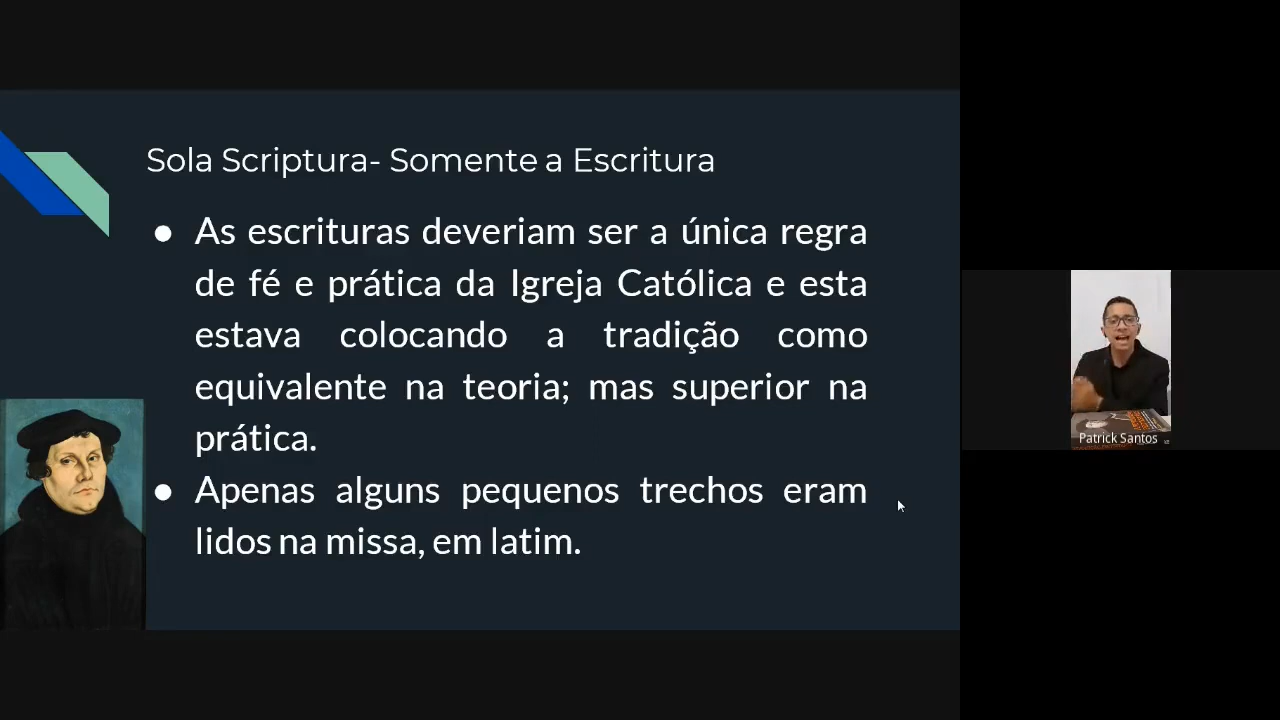 Sola Scriptura- Somente a Escritura
● As escrituras deveriam ser a única regra
de fé e prática da Igreja Católica e esta
estava colocando a tradição como
equivalente na teoria; mas superior na
prática.
● Apenas alguns pequenos trechos eram
lidos na missa, em latim.
Patrick Santos